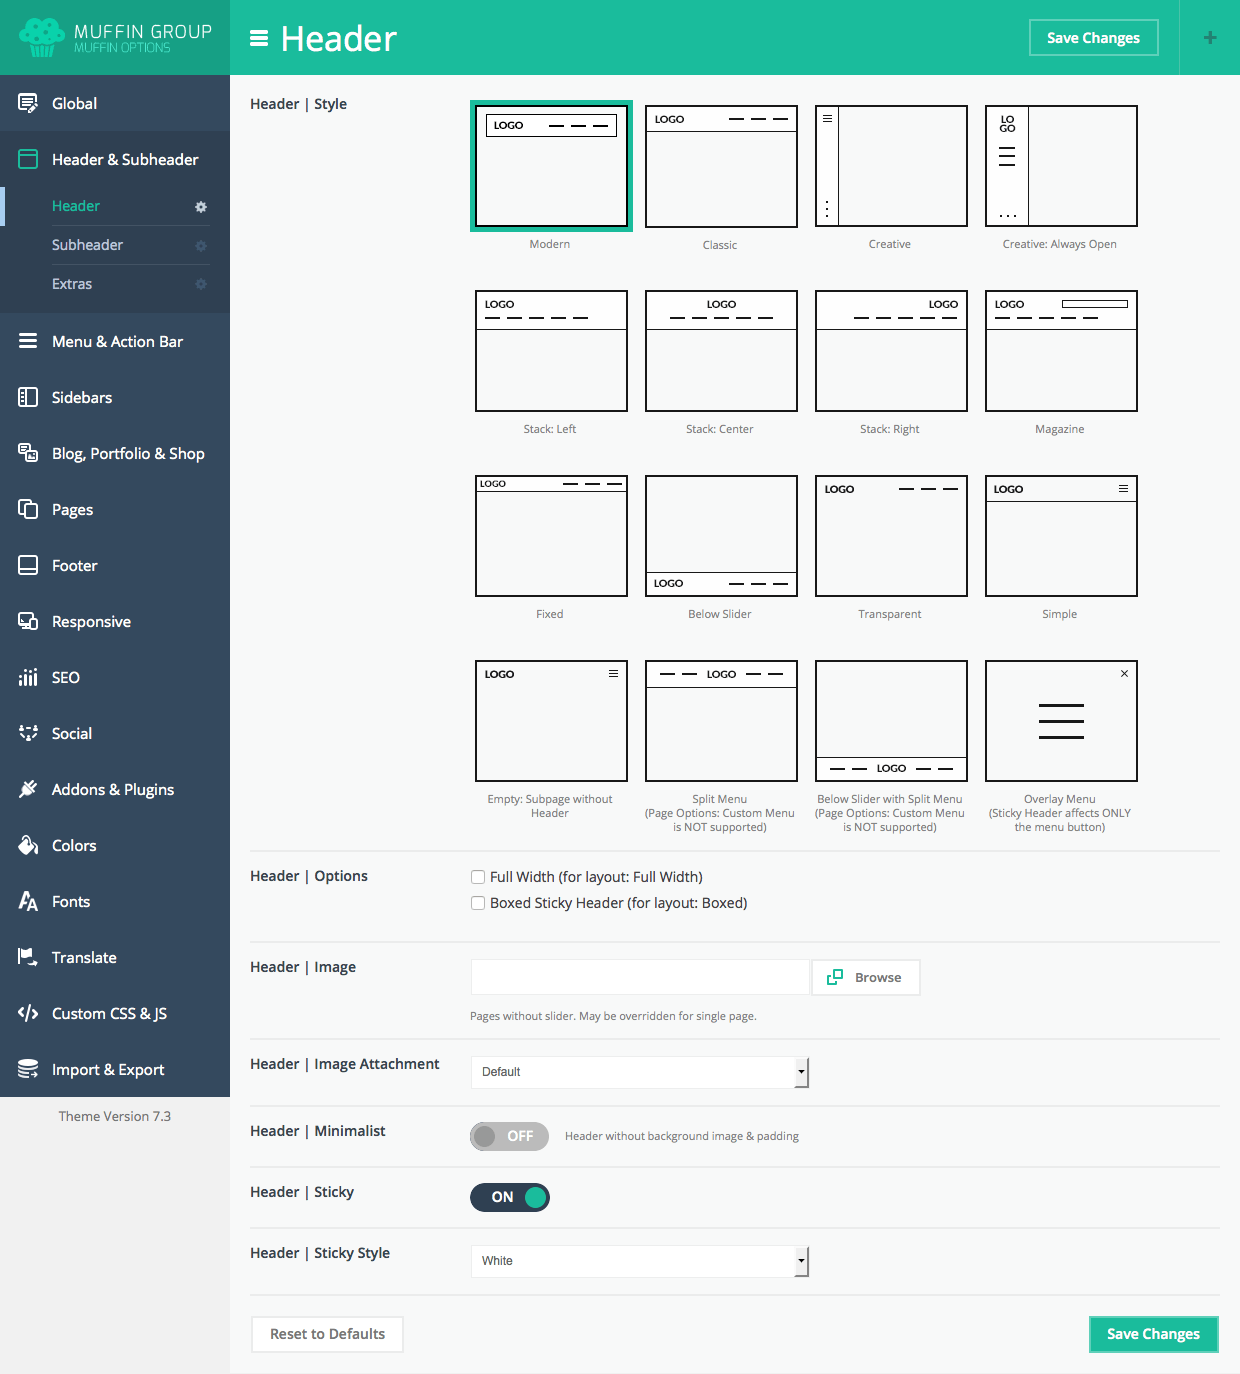 MUFFIN GROUP
MUFFIN OPTIONS
Header
Save Changes
+
Global
Header & Subheader
Header
Subheader
Extras
Menu & Action Bar
Sidebars
Blog, Portfolio & Shop
Pages
Footer
Responsive
SEO
Social
Addons & Plugins
Colors
Fonts
Translate
Custom CSS & JS
Import & Export
Theme Version 7.3
Header | Style
LOGO
LOGO
LO
GO
Modern
Classic
Creative
Creative: Always Open
LOGO
LOGO
LOGO
LOGO
Stack: Left
Stack: Center
Stack: Right
Magazine
LOGO
LOGO
LOGO
LOGO
Fixed
Below Slider
Transparent
Simple
LOGO
LOGO
LOGO
Empty: Subpage without
Header
Split Menu
(Page Options: Custom Menu
is NOT supported)
Below Slider with Split Menu
(Page Options: Custom Menu
is NOT supported)
Overlay Menu
(Sticky Header affects ONLY
the menu button)
Header | Options
Full Width (for layout: Full Width)
Boxed Sticky Header (for layout: Boxed)
Header | Image
Browse
Pages without slider. May be overridden for single page.
Header | Image Attachment
Default
Header | Minimalist
OFF
Header without background image & padding
Header | Sticky
ON
Header | Sticky Style
White
Reset to Defaults
Save Changes